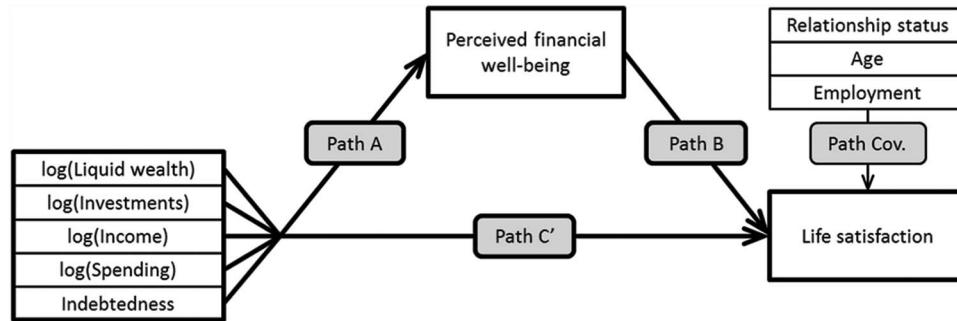 Perceived financial
well-being
Relationship status
Age
Employment
Path A
Path B
Path Cov.
log(Liquid wealth)
log(Investments)
log(Income)
log(Spending)
Indebtedness
Path C’
Life satisfaction